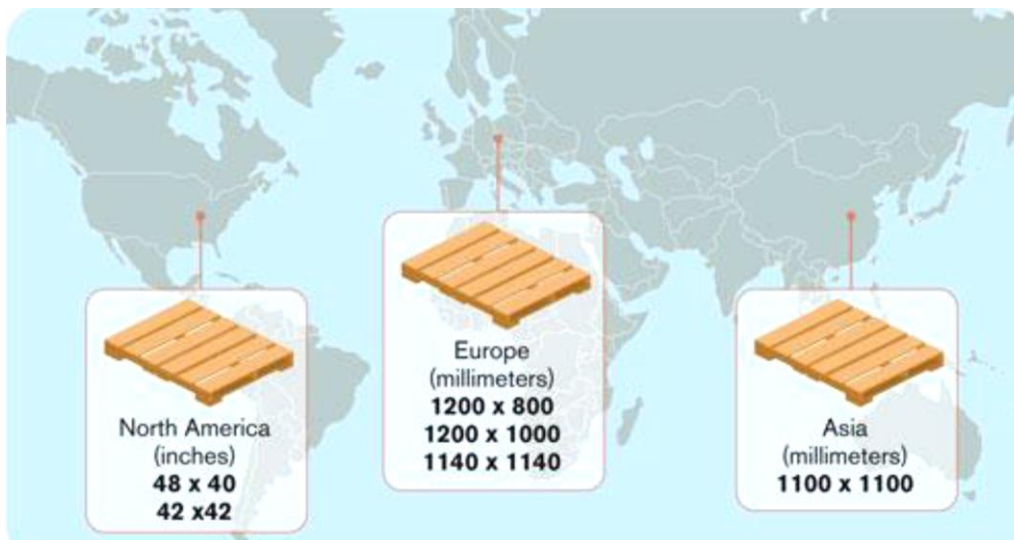 North America
(inches)
48 x 40
42 x42
Europe
(millimeters)
1200 x 800
1200 x 1000
1140 x 1140
Asia
(millimeters)
1100 x 1100